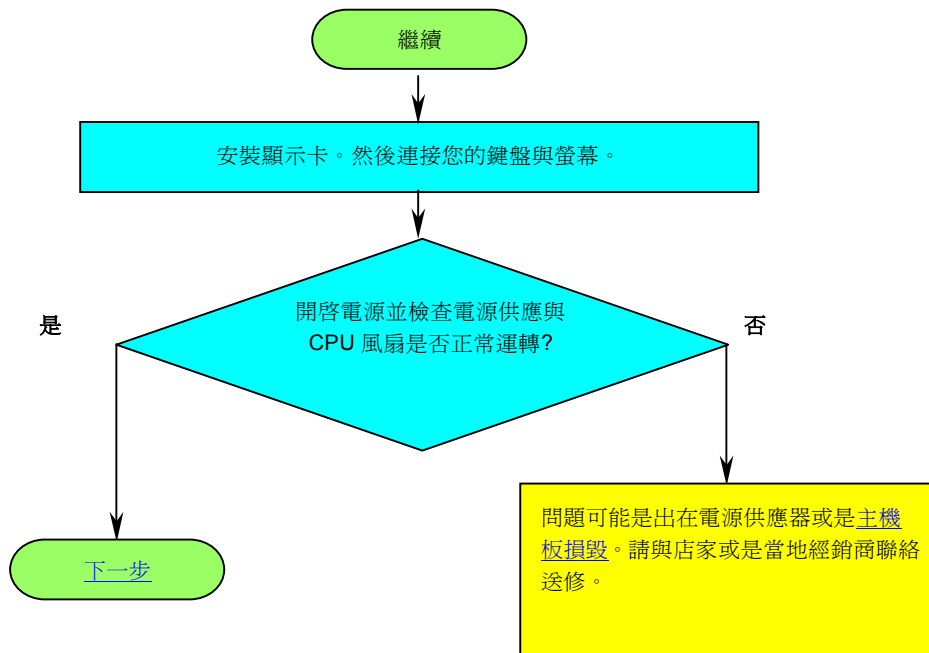 繼續
安裝顯示卡。然後連接您的鍵盤與螢幕。
開啓電源並檢查電源供應與
CPU 風扇是否正常運轉?
是
否
問題可能是出在電源供應器或是主機
板損毀。請與店家或是當地經銷商聯絡
送修。
下一步